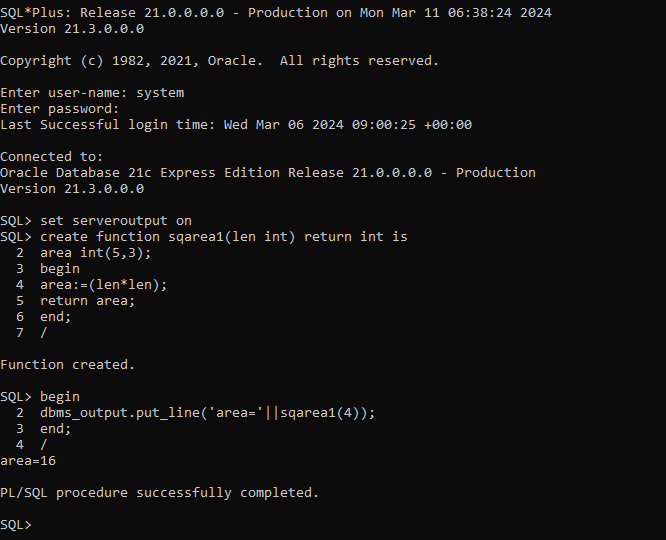 SQL*Plus: Release 21.0.0.0.0 - Production on Mon Mar 11 06:38:24 2024
Version 21.3.0.0.0
Copyright (c) 1982, 2021, Oracle.  All rights reserved.
Enter user-name: system
Enter password:
Last Successful login time: Wed Mar 06 2024 09:00:25 +00:00
Connected to:
Oracle Database 21c Express Edition Release 21.0.0.0.0 - Production
Version 21.3.0.0.0
SQL> set serveroutput on
SQL> create function sqarea1(len int) return int is
  2  area int(5,3);
  3  begin
  4  area:=(len*len);
  5  return area;
  6  end;
  7  /
Function created.
SQL> begin
  2  dbms_output.put_line('area='||sqarea1(4));
  3  end;
  4  /
area=16
PL/SQL procedure successfully completed.
SQL>